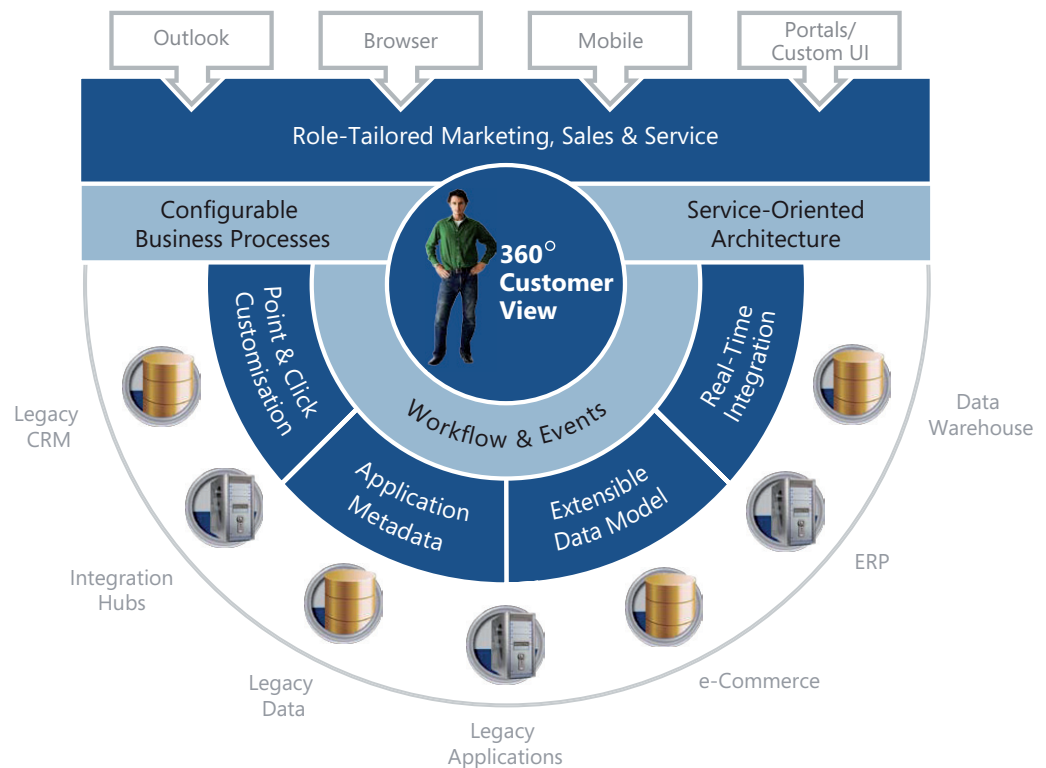 Outlook
Browser
Mobile
Portals/
Custom UI
Role-Tailored Marketing, Sales & Service
Configurable
Business Processes
Service-Oriented
Architecture
360°
Customer
View
Point & Click
Customisation
Workflow & Events
Real-Time
Integration
Application
Metadata
Extensible
Data Model
Legacy
CRM
Integration
Hubs
Legacy
Data
Legacy
Applications
e-Commerce
ERP
Data
Warehouse